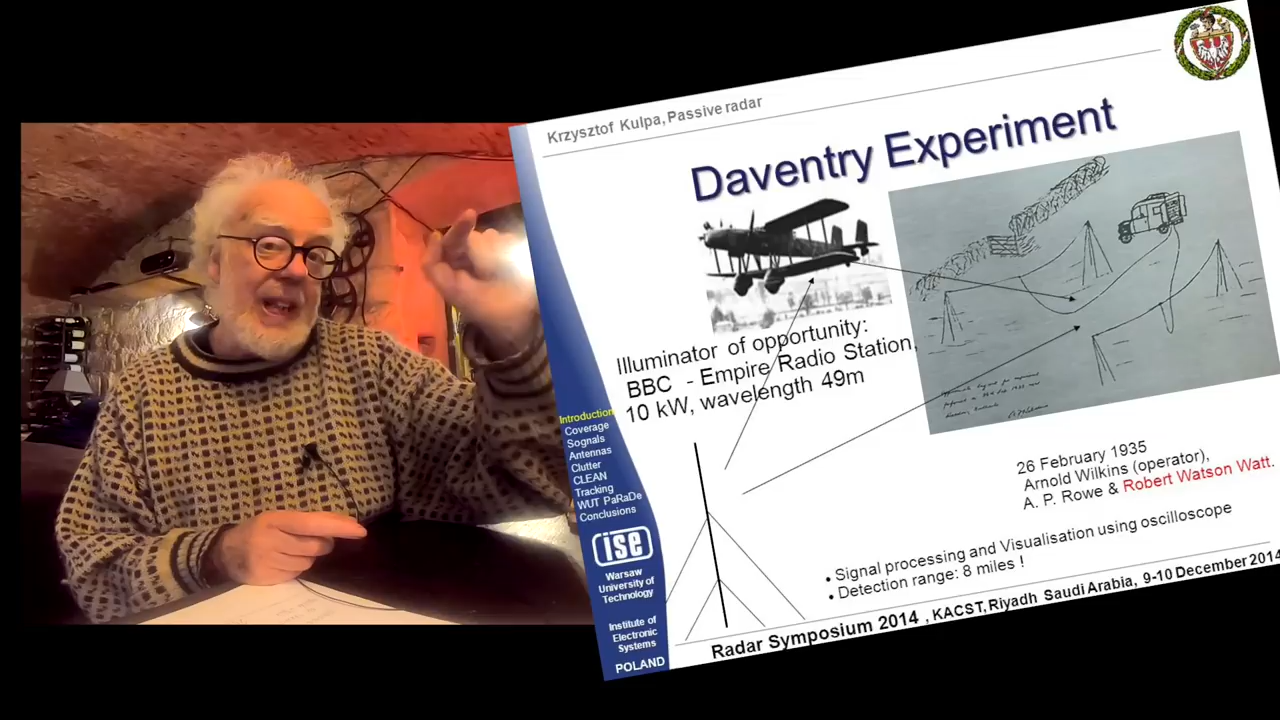 Krzysztof Kulpa, Passive radar
Daventry Experiment
Illuminator of opportunity:
BBC - Empire Radio Station,
10 kW, wavelength 49m
26 February 1935
Arnold Wilkins (operator),
A. P. Rowe & Robert Watson Watt.
• Signal processing and Visualisation using oscilloscope
• Detection range: 8 miles !
Introduction
Coverage
Sognals
Antennas
Clutter
CLEAN
Tracking
WUT PaRaDe
Conclusions
ise
Warsaw
University of
Technology
Institute of
Electronic
Systems
POLAND
Radar Symposium 2014 , KACST, Riyadh Saudi Arabia, 9-10 December 2014